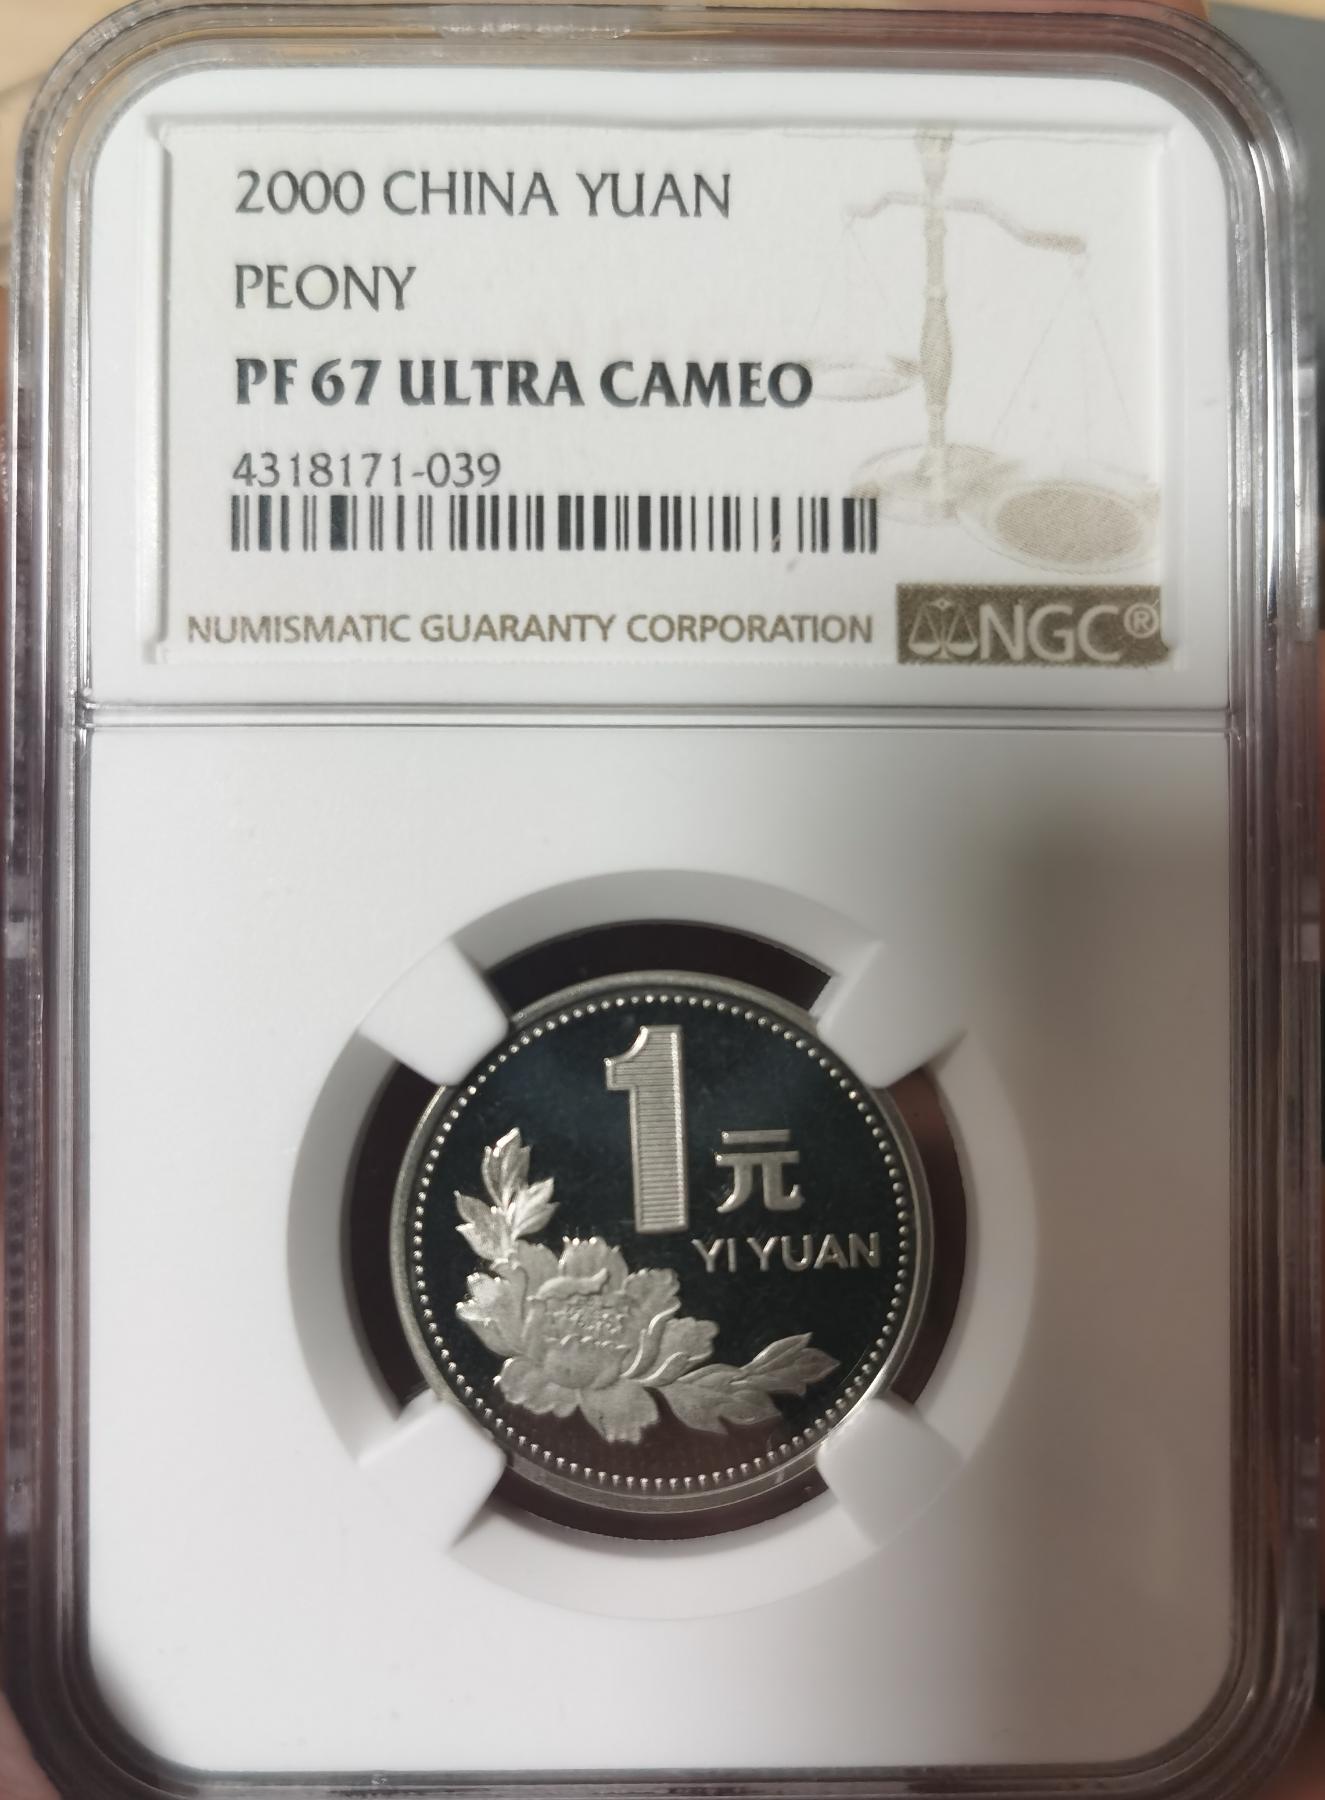 2000 CHINA YUAN
PEONY
PF 67 ULTRA CAMEO
4318171-039
NUMISMATIC GUARANTY CORPORATION
NGC®
1
元
YI YUAN